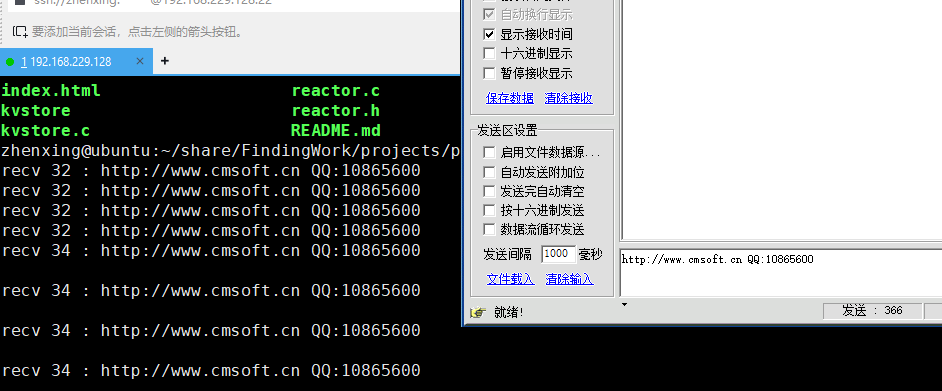 要添加当前会话，点击左侧的箭头按钮。
1 192.168.229.128 × +
index.html reactor.c
kvstore reactor.h
kvstore.c README.md
zhenxing@ubuntu:~/share/FindingWork/projects/p
recv 32 : http://www.cmsoft.cn QQ:10865600
recv 32 : http://www.cmsoft.cn QQ:10865600
recv 32 : http://www.cmsoft.cn QQ:10865600
recv 32 : http://www.cmsoft.cn QQ:10865600
recv 34 : http://www.cmsoft.cn QQ:10865600
recv 34 : http://www.cmsoft.cn QQ:10865600
recv 34 : http://www.cmsoft.cn QQ:10865600
recv 34 : http://www.cmsoft.cn QQ:10865600
自动换行显示
显示接收时间
十六进制显示
暂停接收显示
保存数据 清除接收
发送区设置
启用文件数据源...
自动发送附加位
发送完自动清空
按十六进制发送
数据流循环发送
发送间隔 1000 毫秒
文件载入 清除输入
http://www.cmsoft.cn QQ:10865600
就绪!
发送 : 366